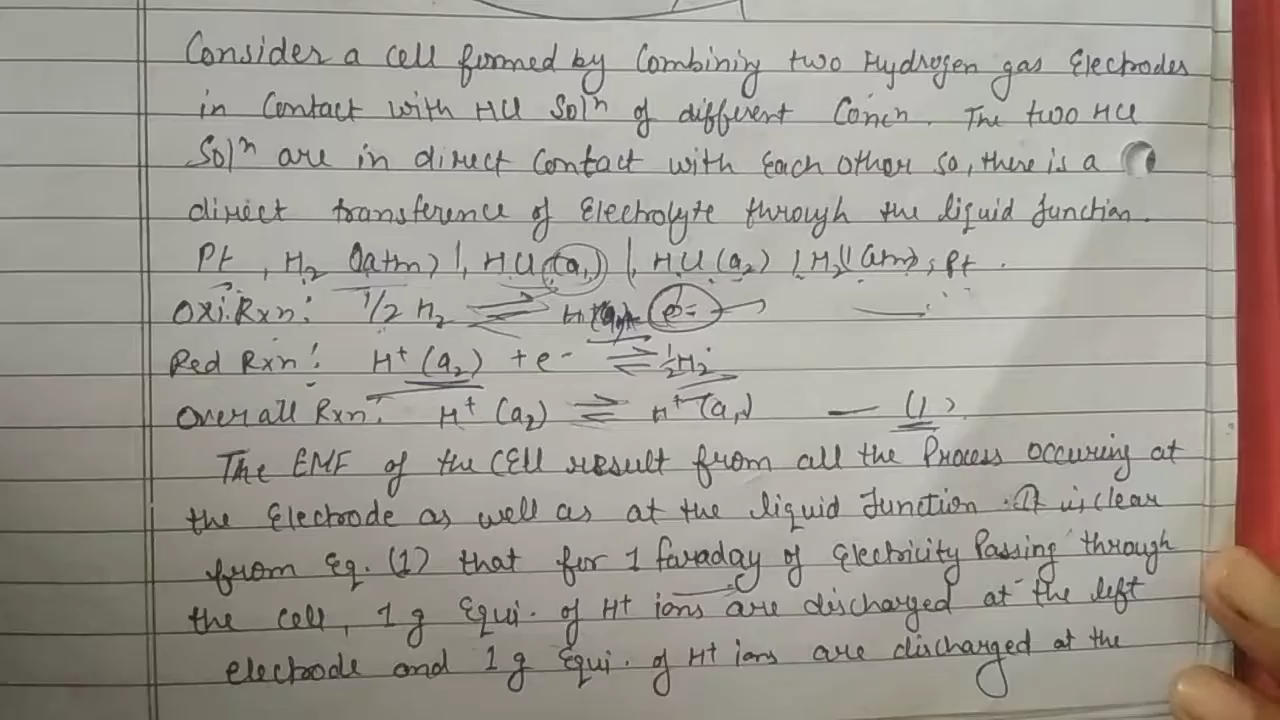 Consider a cell formed by Combining two Hydrogen gas Electrodes
in Contact with HCl Solⁿ of different Concn. The two HCl
Solⁿ are in direct Contact with Each other so, there is a
direct transference of Electrolyte through the liquid Junction.
Pt, H₂ (1atm) |, HCl (a₁) | HCl (a₂) | H₂ (1atm), Pt.
Oxi. Rxn: 1/2 H₂ ⇌ H⁺(a₁) + e-
Red Rxn: H⁺ (a₂) + e- ⇌ ½H₂
Overall Rxn: H⁺ (a₂) ⇌ H⁺ (a₁) — (1).
The EMF of the Cell result from all the Process occuring at
the Electrode as well as at the liquid Junction. It is clear
from Eq. (1) that for 1 faraday of Electricity Passing through
the cell, 1 g Equi. of H⁺ ions are discharged at the left
electrode and 1 g Equi. of H⁺ ions are discharged at the